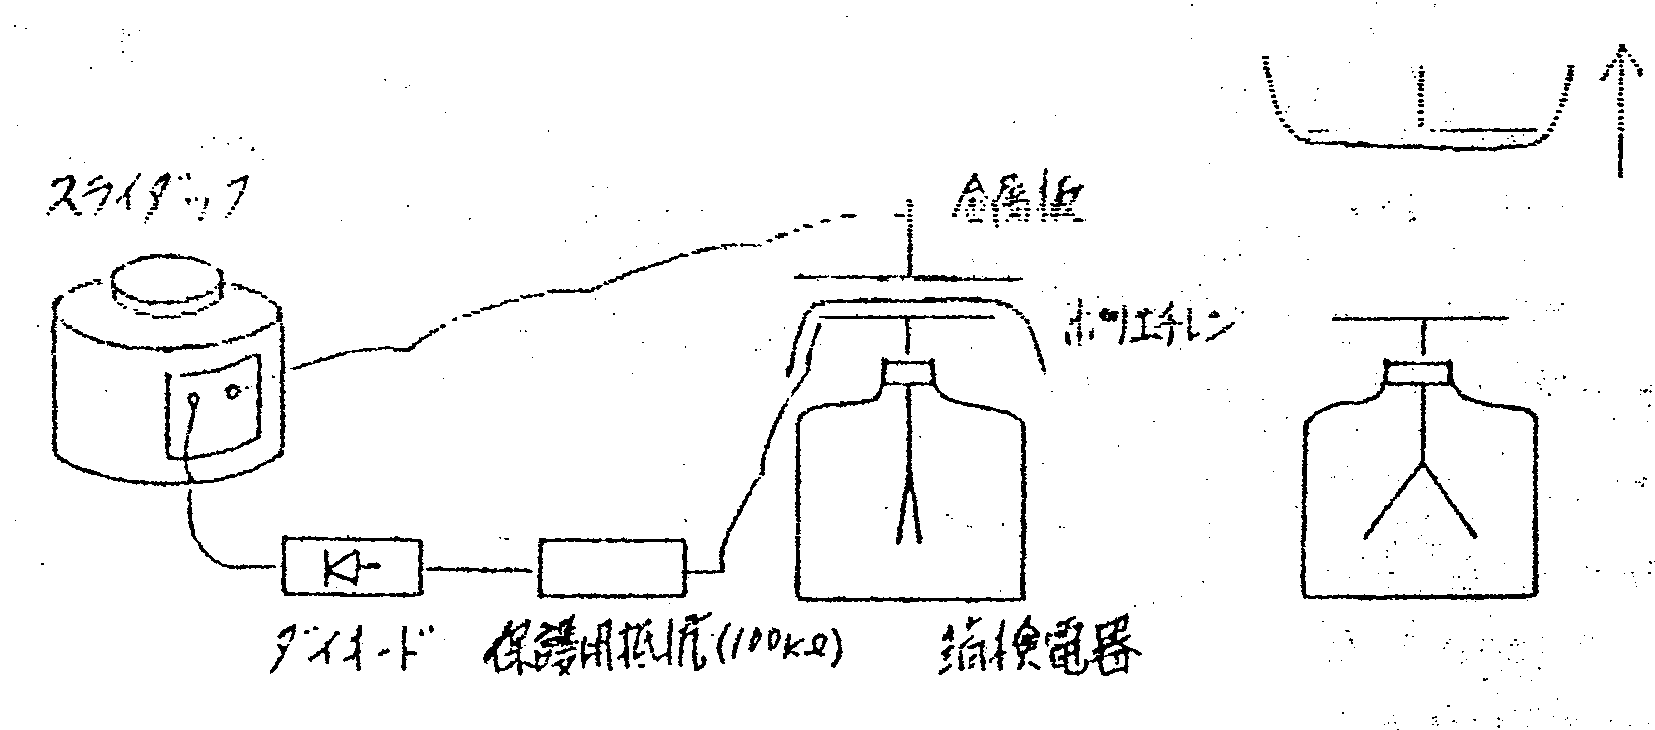 スライダック
金属板
ポリエチレン
ダイオード
保護用抵抗(100kΩ)
箔検電器